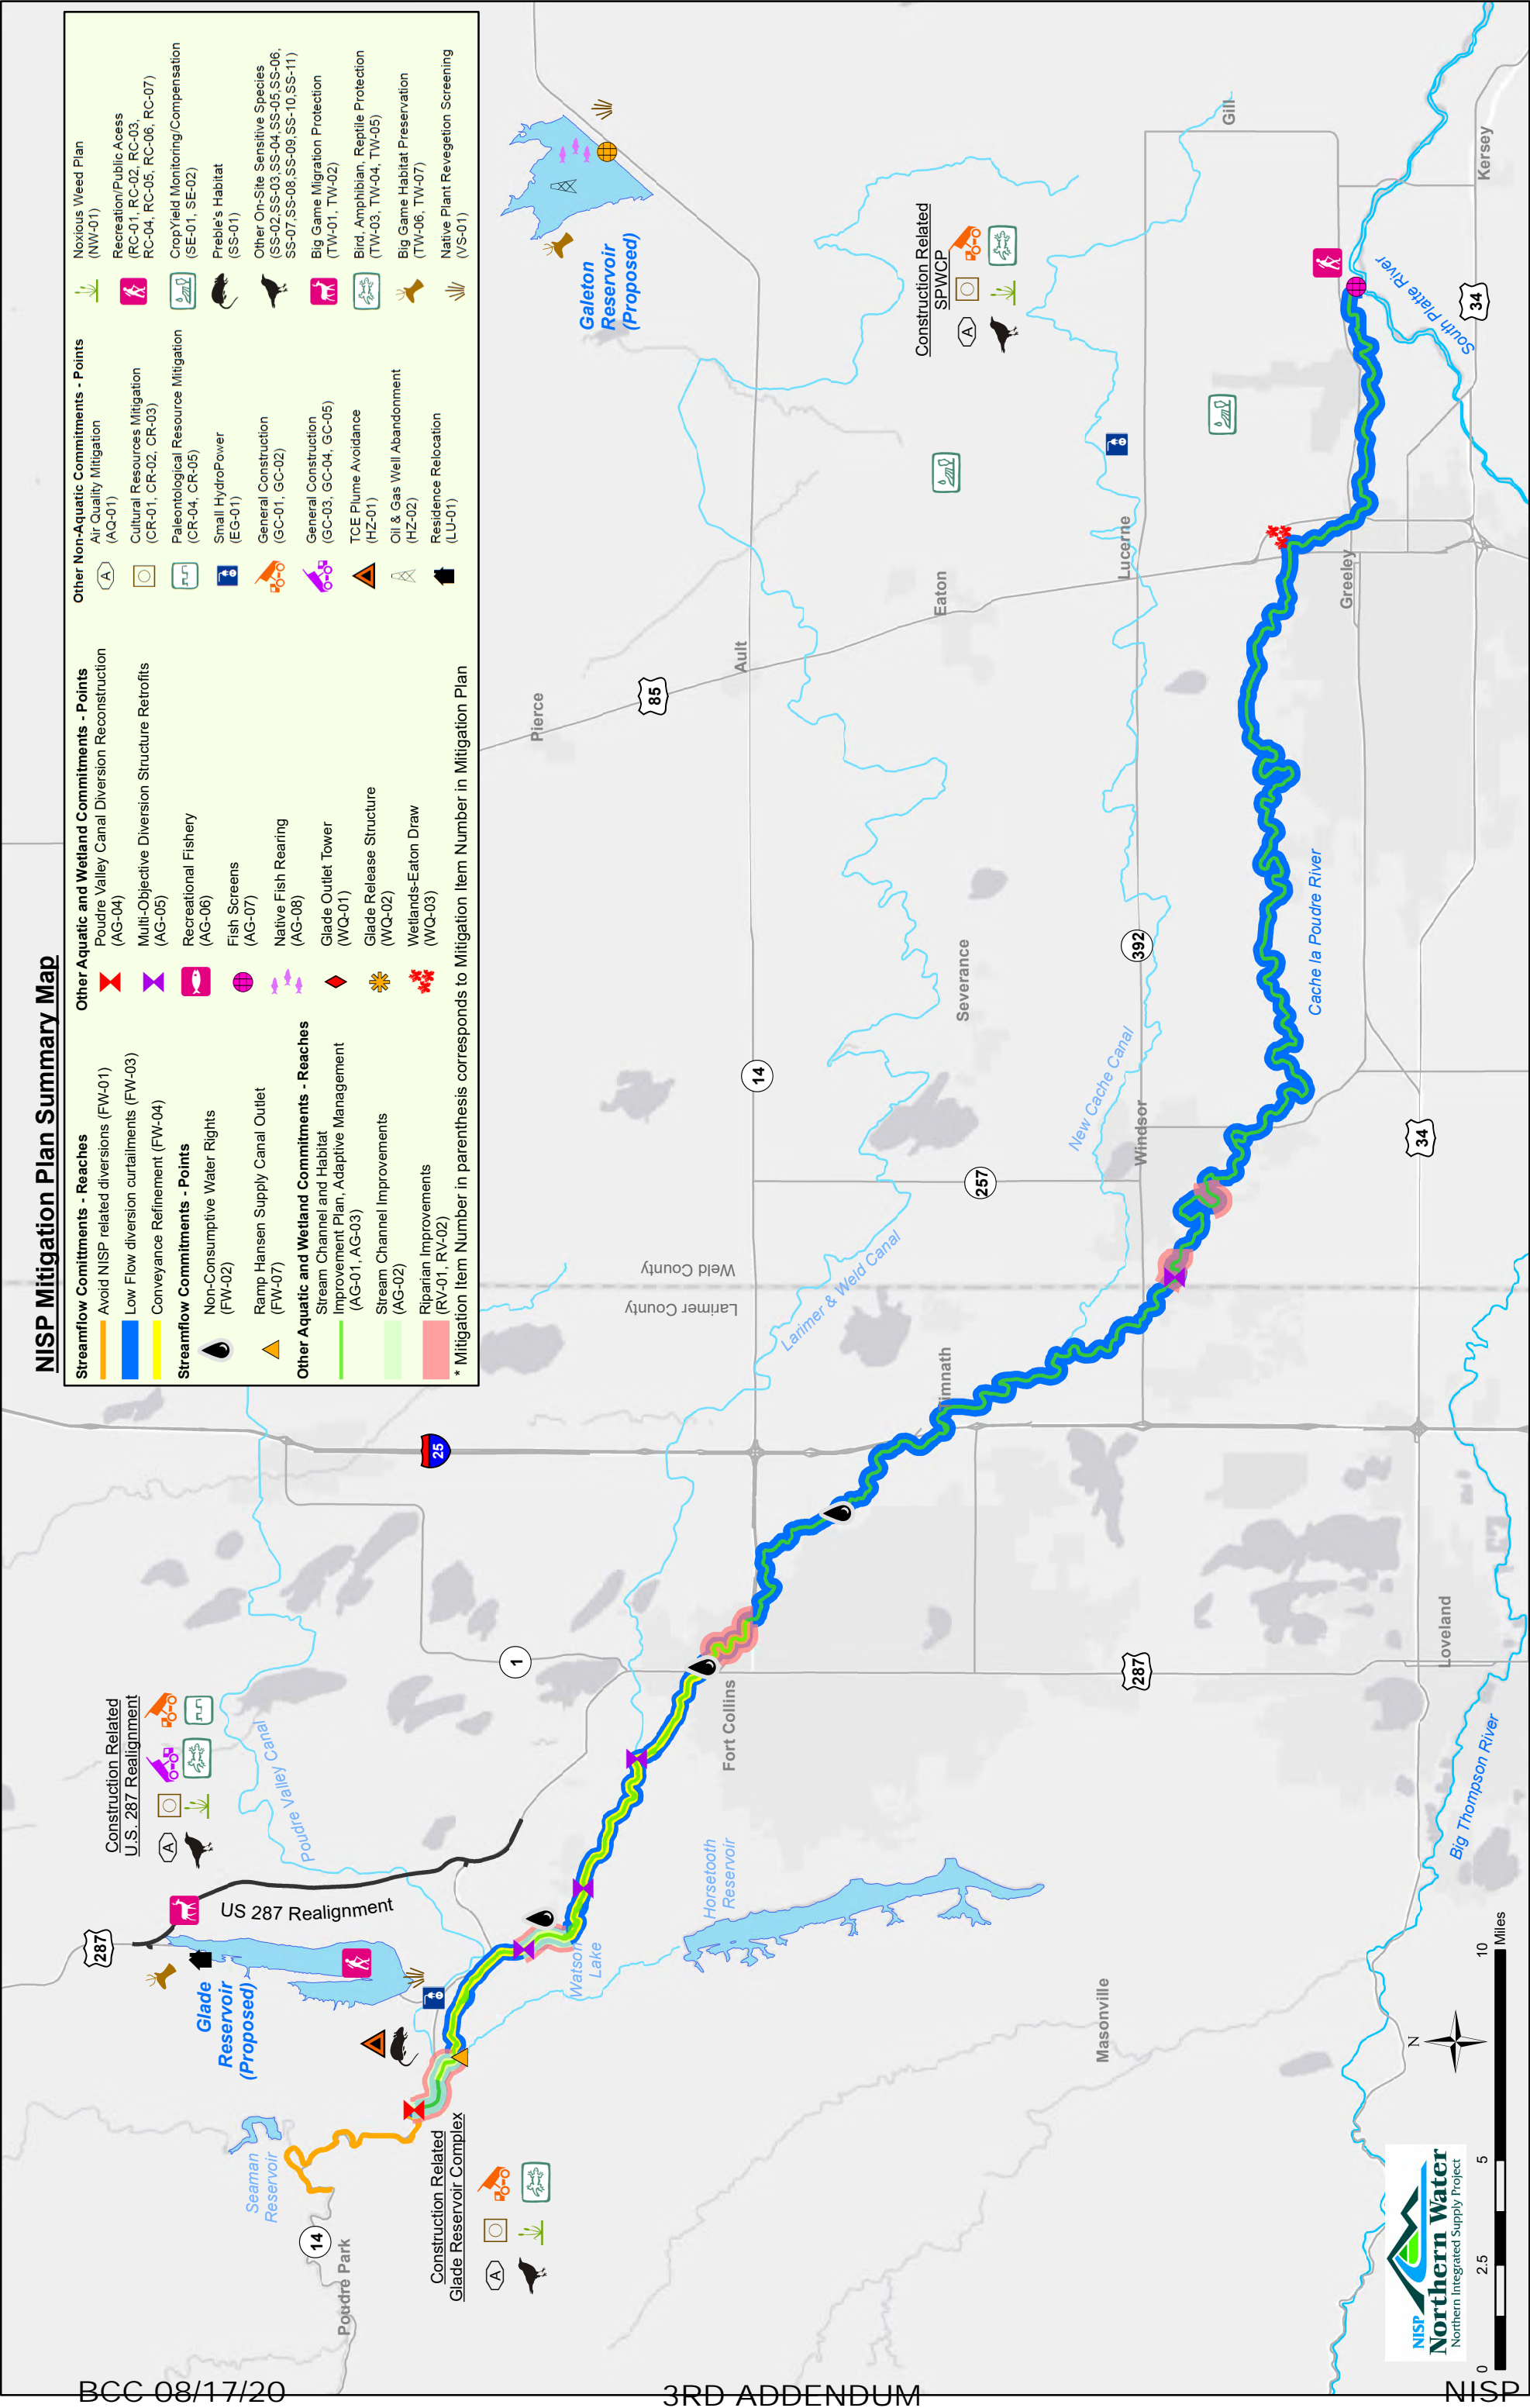 NISP Mitigation Plan Summary Map
Streamflow Comittments - Reaches
Avoid NISP related diversions (FW-01)
Low Flow diversion curtailments (FW-03)
Conveyance Refinement (FW-04)
Streamflow Commitments - Points
Non-Consumptive Water Rights
(FW-02)
Ramp Hansen Supply Canal Outlet
(FW-07)
Other Aquatic and Wetland Commitments - Reaches
Stream Channel and Habitat
Improvement Plan, Adaptive Management
(AG-01, AG-03)
Stream Channel Improvements
(AG-02)
Riparian Improvements
(RV-01, RV-02)
* Mitigation Item Number in parenthesis corresponds to Mitigation Item Number in Mitigation Plan
Other Aquatic and Wetland Commitments - Points
Poudre Valley Canal Diversion Reconstruction
(AG-04)
Multi-Objective Diversion Structure Retrofits
(AG-05)
Recreational Fishery
(AG-06)
Fish Screens
(AG-07)
Native Fish Rearing
(AG-08)
Glade Outlet Tower
(WQ-01)
Glade Release Structure
(WQ-02)
Wetlands-Eaton Draw
(WQ-03)
Other Non-Aquatic Commitments - Points
Air Quality Mitigation
(AQ-01)
Cultural Resources Mitigation
(CR-01, CR-02, CR-03)
Paleontological Resource Mitigation
(CR-04, CR-05)
Small HydroPower
(EG-01)
General Construction
(GC-01, GC-02)
General Construction
(GC-03, GC-04, GC-05)
TCE Plume Avoidance
(HZ-01)
Oil & Gas Well Abandonment
(HZ-02)
Residence Relocation
(LU-01)
Noxious Weed Plan
(NW-01)
Recreation/Public Acess
(RC-01, RC-02, RC-03,
RC-04, RC-05, RC-06, RC-07)
CropYield Monitoring/Compensation
(SE-01, SE-02)
Preble's Habitat
(SS-01)
Other On-Site Sensitive Species
(SS-02,SS-03,SS-04,SS-05,SS-06,
SS-07,SS-08,SS-09,SS-10,SS-11)
Big Game Migration Protection
(TW-01, TW-02)
Bird, Amphibian, Reptile Protection
(TW-03, TW-04, TW-05)
Big Game Habitat Preservation
(TW-06, TW-07)
Native Plant Revegetion Screening
(VS-01)
A
A
Construction Related
U.S. 287 Realignment
A
287
US 287 Realignment
Poudre Valley Canal
Glade
Reservoir
(Proposed)
Seaman
Reservoir
14
Poudre Park
Construction Related
Glade Reservoir Complex
A
Watson
Lake
Horsetooth
Reservoir
Fort Collins
1
25
287
Masonville
Loveland
Big Thompson River
Timnath
Larimer County
Weld County
Larimer & Weld Canal
New Cache Canal
Windsor
257
14
392
34
Severance
Cache la Poudre River
Pierce
85
Ault
Eaton
Lucerne
Greeley
Galeton
Reservoir
(Proposed)
Construction Related
SPWCP
Gill
Kersey
South Platte River
34
N
0
2.5
5
10
Miles
NISP
Northern Water
Northern Integrated Supply Project
BCC 08/17/20
3RD ADDENDUM
NISP